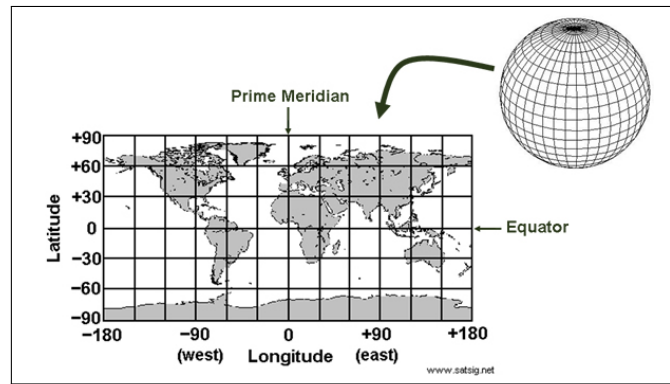 Prime Meridian
+90
+60
+30
0
−30
−60
−90
Latitude
Equator
−180
−90
0
+90
+180
(west)
Longitude
(east)
www.satsig.net